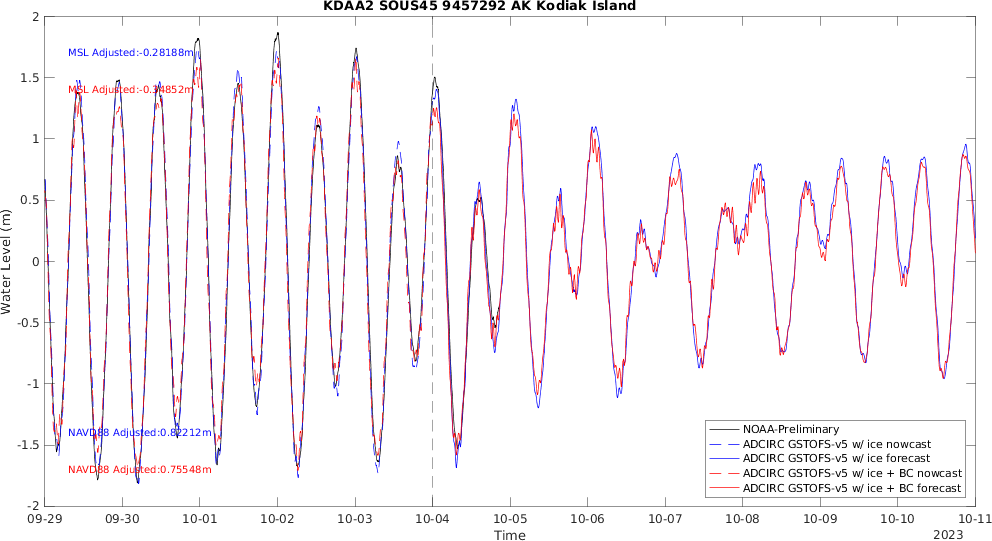 KDAA2 SOUS45 9457292 AK Kodiak Island
2
1.5
1
0.5
0
-0.5
-1
-1.5
-2
Water Level (m)
MSL Adjusted:-0.28188m
MSL Adjusted:-0.34852m
NAVD88 Adjusted:0.82212m
NAVD88 Adjusted:0.75548m
NOAA-Preliminary
ADCIRC GSTOFS-v5 w/ ice nowcast
ADCIRC GSTOFS-v5 w/ ice forecast
ADCIRC GSTOFS-v5 w/ ice + BC nowcast
ADCIRC GSTOFS-v5 w/ ice + BC forecast
09-29 09-30 10-01 10-02 10-03 10-04 10-05 10-06 10-07 10-08 10-09 10-10 10-11
Time
2023